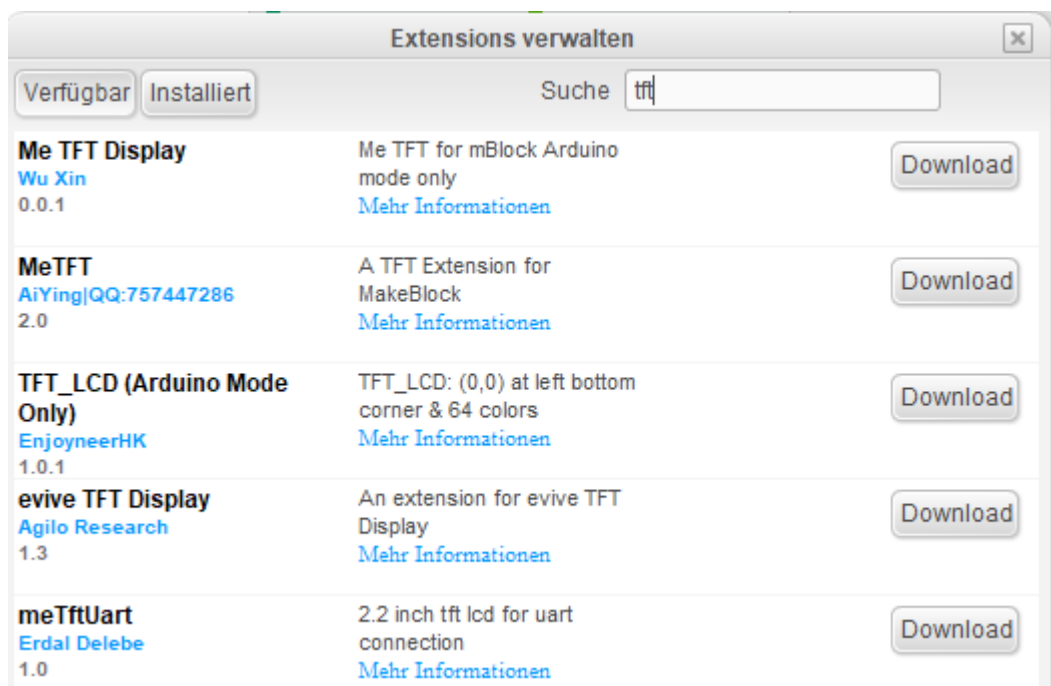 Extensions verwalten
Verfügbar Installiert Suche tft
Me TFT Display
Wu Xin
0.0.1
Me TFT for mBlock Arduino
mode only
Mehr Informationen
Download
MeTFT
AiYing|QQ:757447286
2.0
A TFT Extension for
MakeBlock
Mehr Informationen
Download
TFT_LCD (Arduino Mode
Only)
EnjoyneerHK
1.0.1
TFT_LCD: (0,0) at left bottom
corner & 64 colors
Mehr Informationen
Download
evive TFT Display
Agilo Research
1.3
An extension for evive TFT
Display
Mehr Informationen
Download
meTftUart
Erdal Delebe
1.0
2.2 inch tft lcd for uart
connection
Mehr Informationen
Download